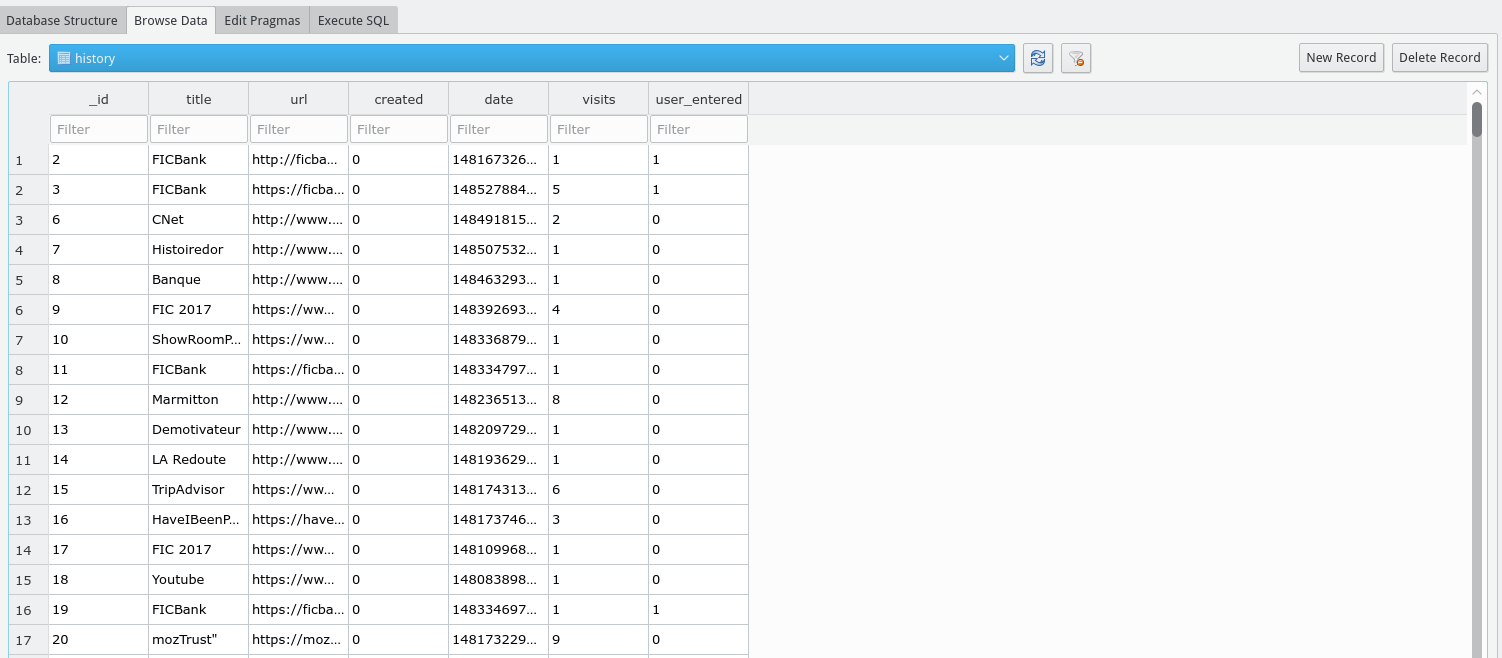 Database Structure Browse Data Edit Pragmas Execute SQL
Table: history New Record Delete Record
_id title url created date visits user_entered
Filter Filter Filter Filter Filter Filter Filter
1 2 FICBank http://ficba... 0 148167326... 1 1
2 3 FICBank https://ficba... 0 148527884... 5 1
3 6 CNet http://www.... 0 148491815... 2 0
4 7 Histoiredor http://www.... 0 148507532... 1 0
5 8 Banque http://www.... 0 148463293... 1 0
6 9 FIC 2017 https://ww... 0 148392693... 4 0
7 10 ShowRoomP... https://ww... 0 148336879... 1 0
8 11 FICBank https://ficba... 0 148334797... 1 0
9 12 Marmitton http://www.... 0 148236513... 8 0
10 13 Demotivateur http://www.... 0 148209729... 1 0
11 14 LA Redoute http://www.... 0 148193629... 1 0
12 15 TripAdvisor https://ww... 0 148174313... 6 0
13 16 HaveIBeenP... https://have... 0 148173746... 3 0
14 17 FIC 2017 https://ww... 0 148109968... 1 0
15 18 Youtube https://ww... 0 148083898... 1 0
16 19 FICBank https://ficba... 0 148334697... 1 1
17 20 mozTrust" https://moz... 0 148173229... 9 0